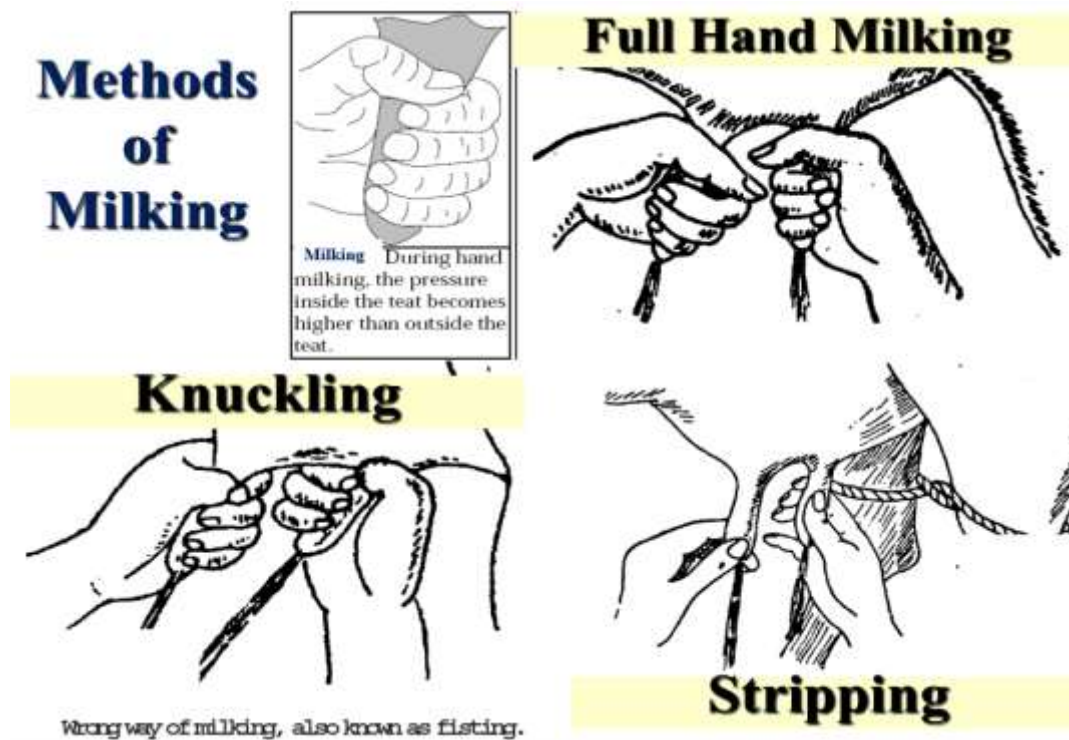 Methods
of
Milking
Milking During hand
milking, the pressure
inside the teat becomes
higher than outside the
teat.
Full Hand Milking
Knuckling
Wrong way of milking, also known as fisting.
Stripping